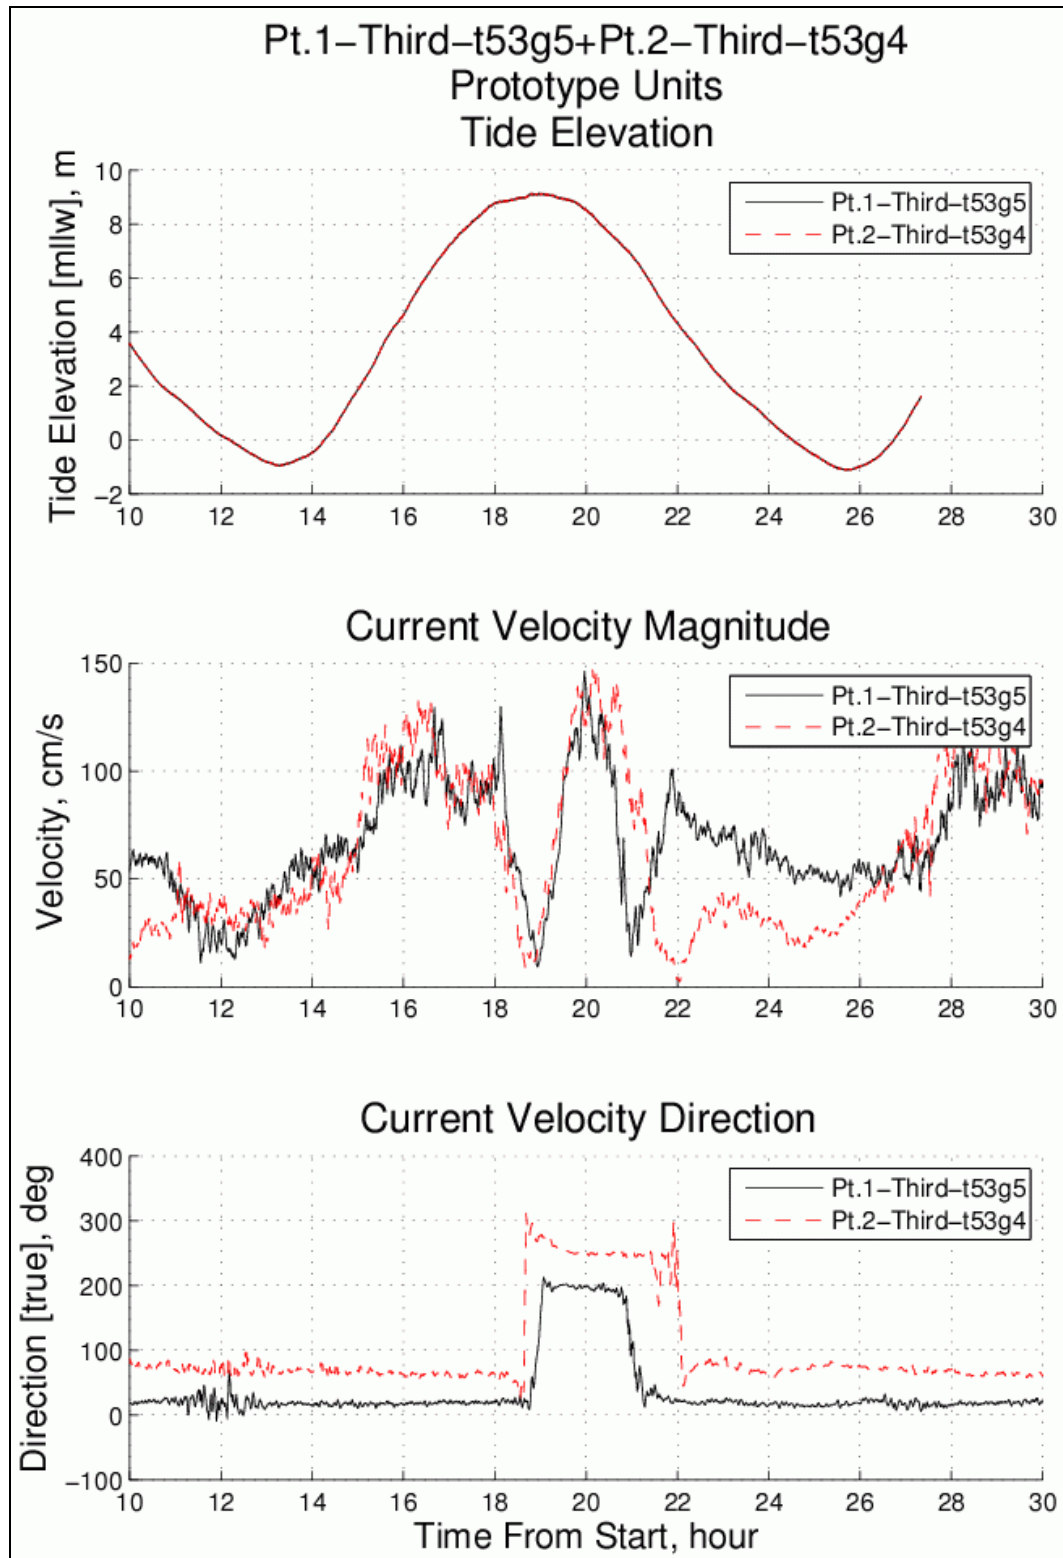 Pt.1−Third−t53g5+Pt.2−Third−t53g4
Prototype Units
Tide Elevation
Tide Elevation [mllw], m
10
8
6
4
2
0
−2
Pt.1−Third−t53g5
Pt.2−Third−t53g4
10 12 14 16 18 20 22 24 26 28 30
Current Velocity Magnitude
Velocity, cm/s
150
100
50
0
Pt.1−Third−t53g5
Pt.2−Third−t53g4
10 12 14 16 18 20 22 24 26 28 30
Current Velocity Direction
Direction [true], deg
400
300
200
100
0
−100
Pt.1−Third−t53g5
Pt.2−Third−t53g4
10 12 14 16 18 20 22 24 26 28 30
Time From Start, hour